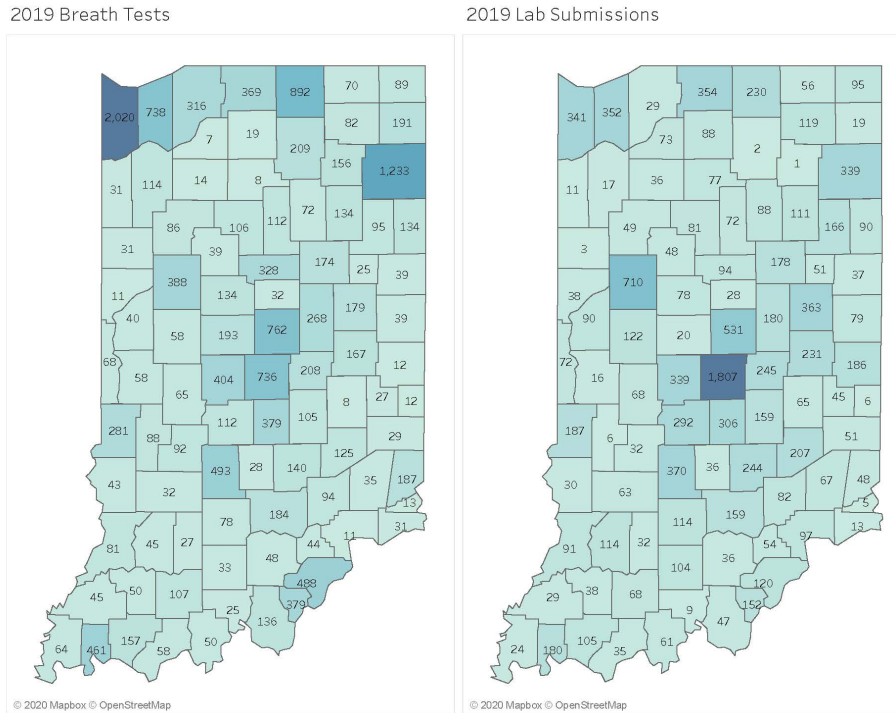 2019 Breath Tests
2019 Lab Submissions
2,020 738 316 369 892 70 89
7 19 209 82 191
31 114 14 8 156 1,233
86 106 112 72 134 95 134
31 39
388 328 174 25 39
11 134 32
40 58 193 762 268 179 39
68 58 65 404 736 208 167 12
8 27 12
281 88 92 112 379 105 29
43 32 493 28 140 125 35 187
94 13
81 45 27 78 184 11 31
33 48 44
45 50 107 25 488
379
64 461 157 58 50 136
341 352 29 354 230 56 95
73 88 2 119 19
11 17 36 77 1 339
49 81 72 88 111 166 90
3 48
710 94 178 51 37
38 78 28
90 122 20 531 180 363 79
72 16 68 339 1,807 245 231 186
65 45 6
187 6 32 292 306 159 51
30 63 370 36 244 207 67 48
82 5
91 114 32 114 159 97 13
104 36 54
29 38 68 9 120
152
24 180 105 35 61 47
© 2020 Mapbox © OpenStreetMap
© 2020 Mapbox © OpenStreetMap